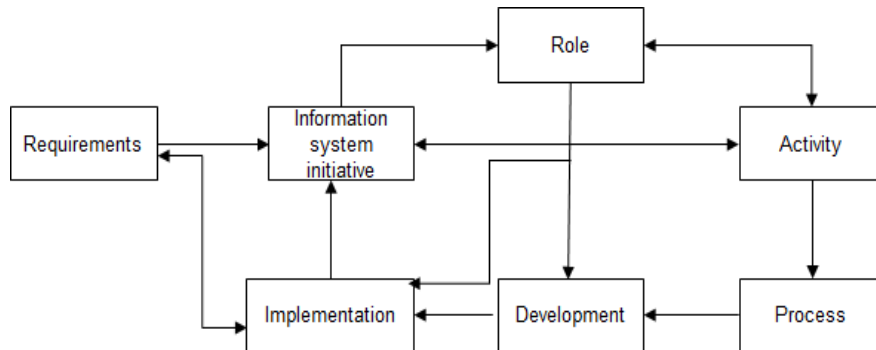 Role
Requirements
Information
system
initiative
Activity
Implementation
Development
Process